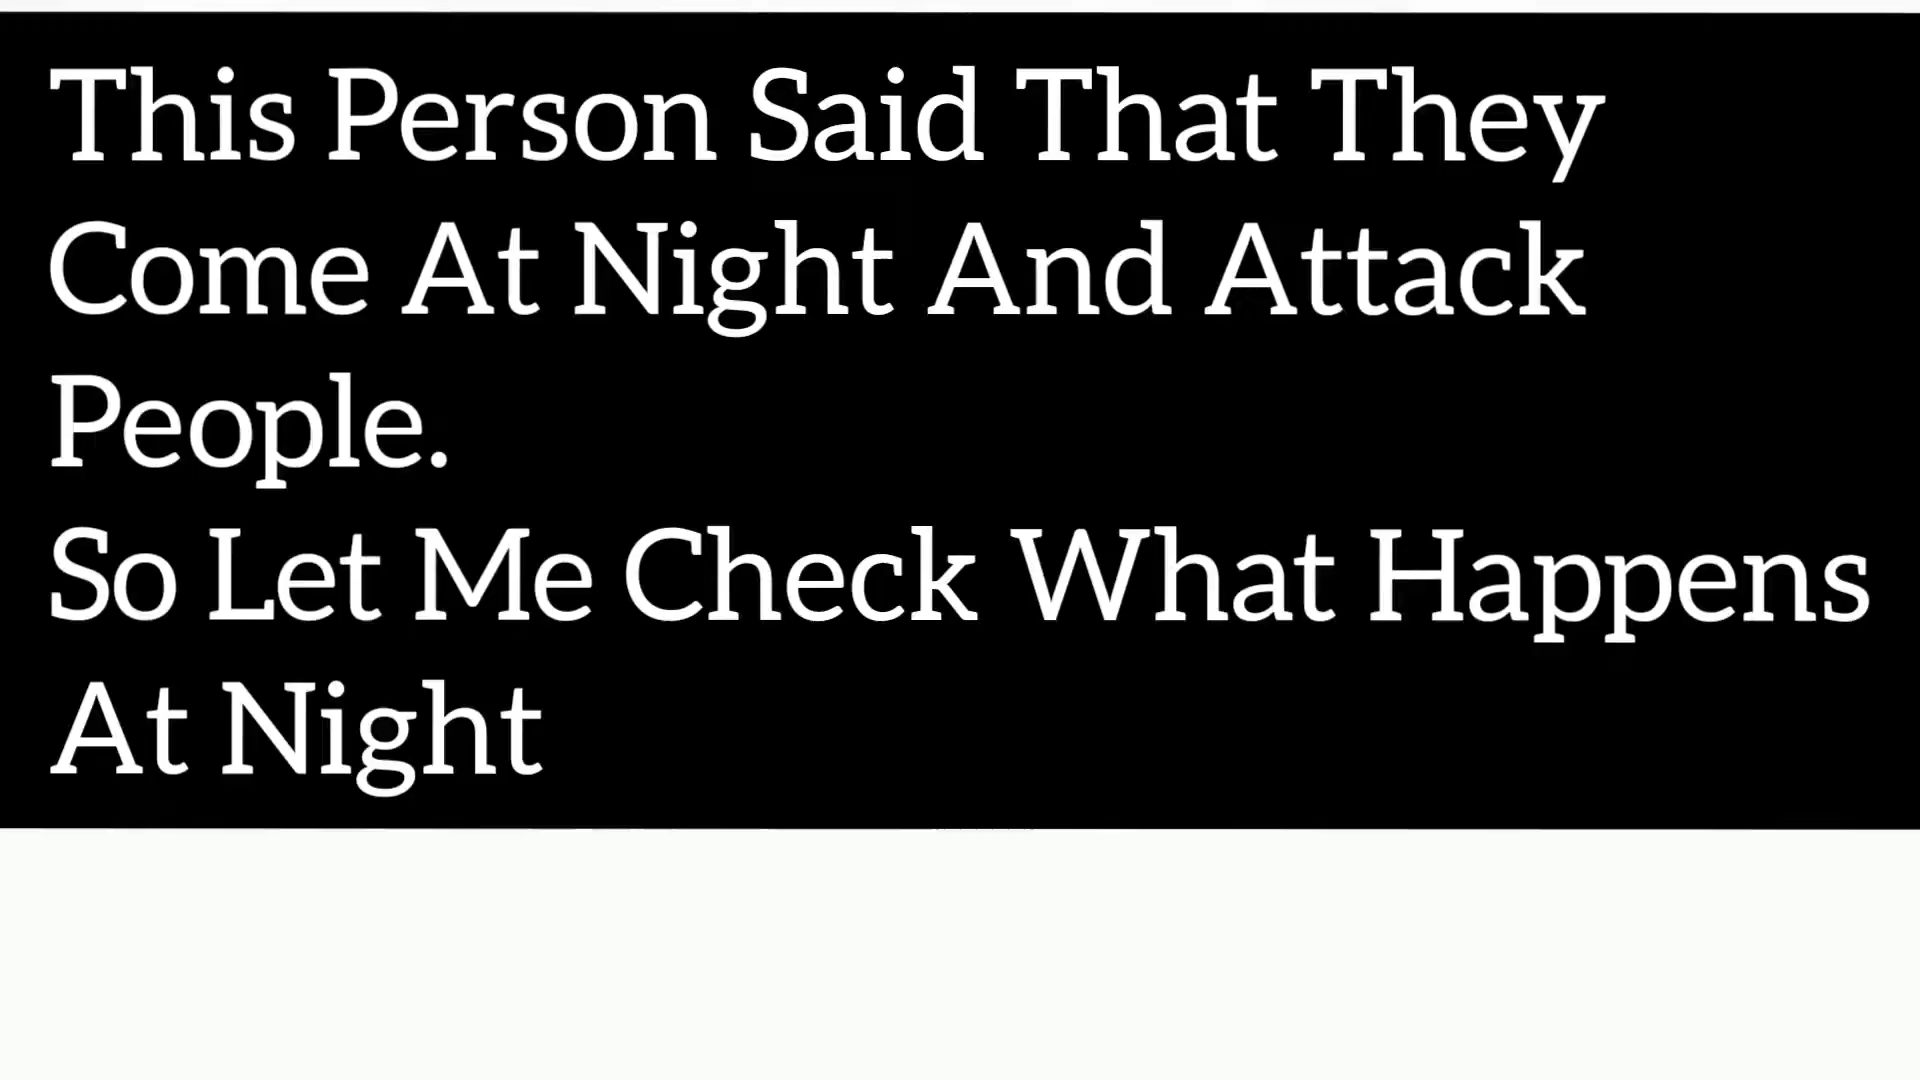 This Person Said That They
Come At Night And Attack
People.
So Let Me Check What Happens
At Night